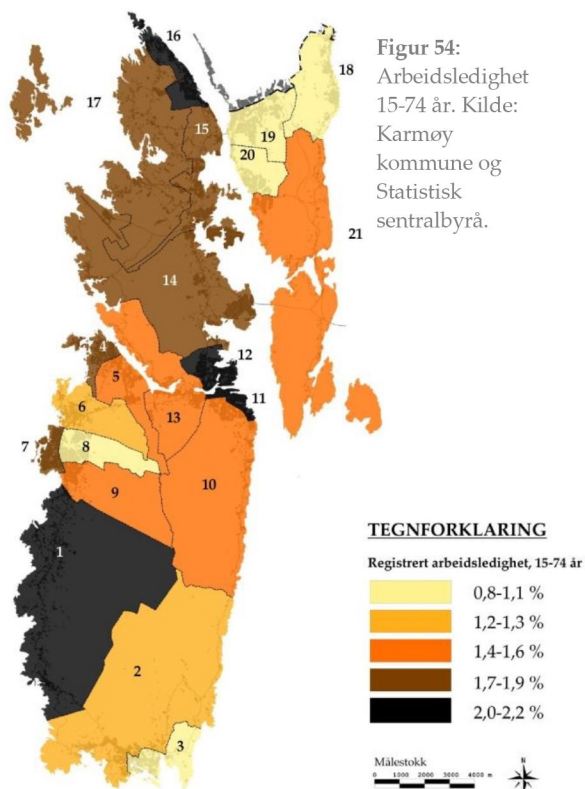 Figur 54:
Arbeidsledighet
15-74 år. Kilde:
Karmøy
kommune og
Statistisk
sentralbyrå.
16
18
17
15
19
20
21
14
12
4
5
11
6
13
7
8
10
9
1
2
3
TEGNFORKLARING
Registrert arbeidsledighet, 15-74 år
0,8-1,1 %
1,2-1,3 %
1,4-1,6 %
1,7-1,9 %
2,0-2,2 %
Målestokk
N
0 1000 2000 3000 4000 m